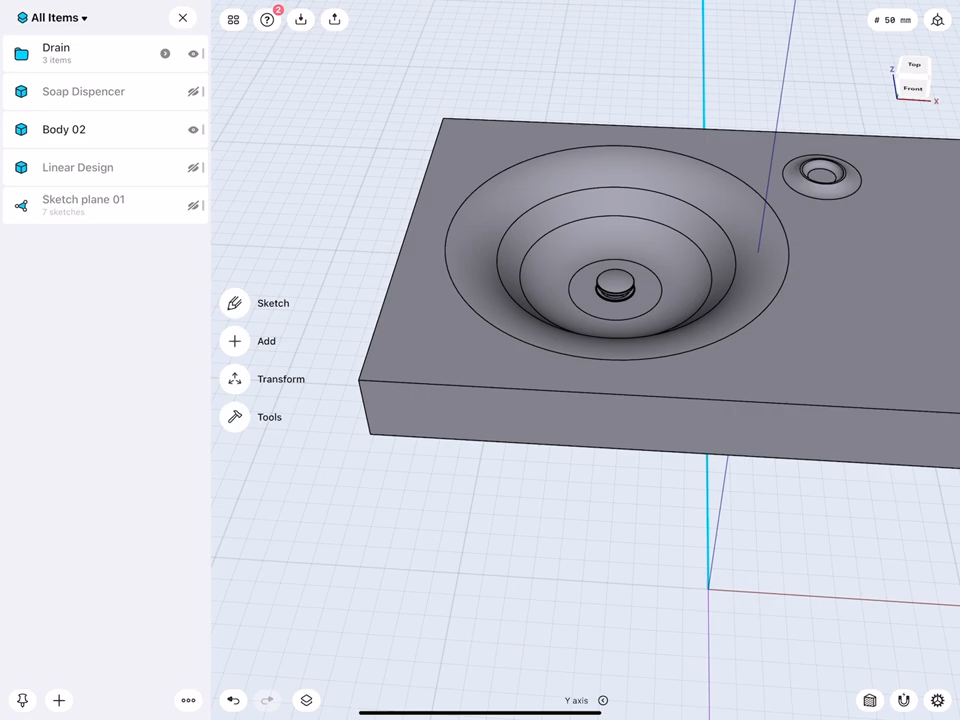 All Items
Drain
3 items
Soap Dispenser
Body 02
Linear Design
Sketch plane 01
7 sketches
2
# 50 mm
Top
Front
Z
X
Sketch
Add
Transform
Tools
Y axis